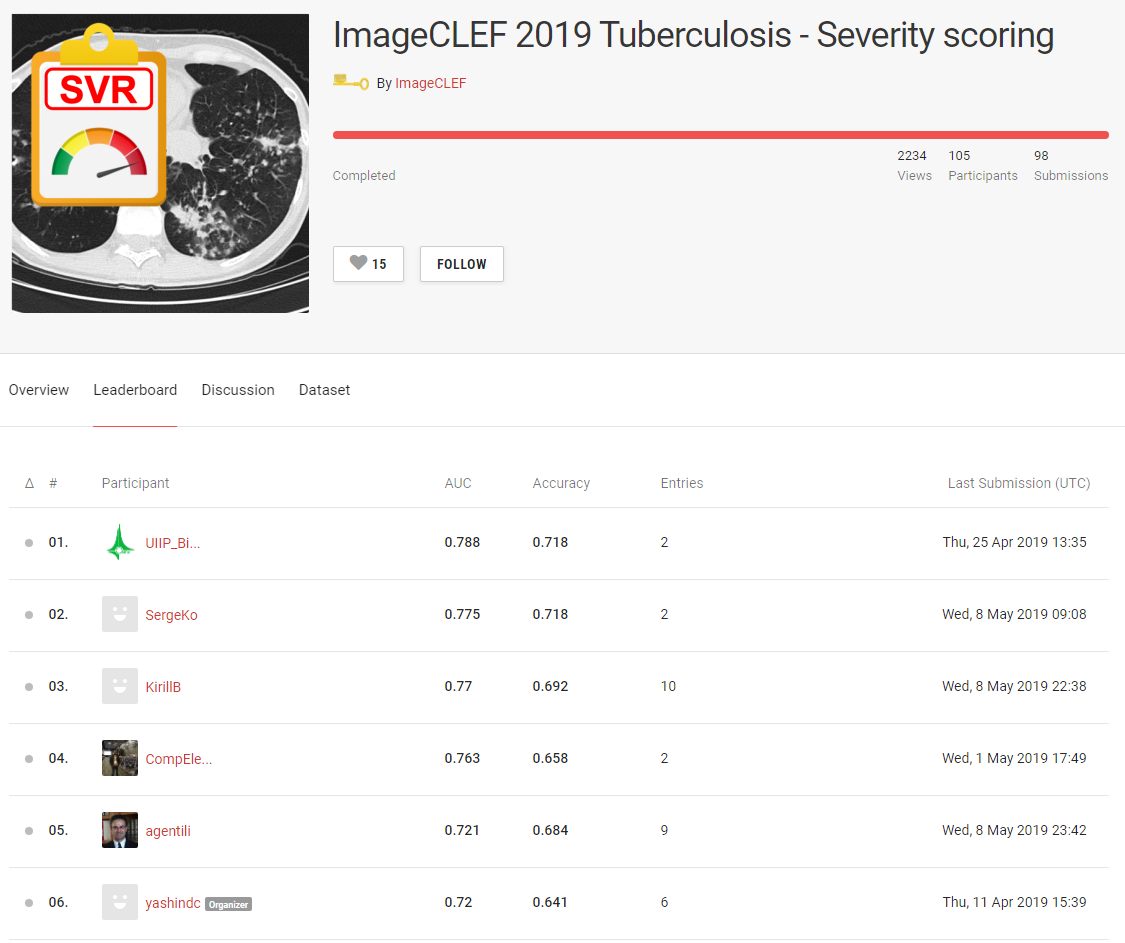 SVR
ImageCLEF 2019 Tuberculosis - Severity scoring
By ImageCLEF
2234 105 98
Completed Views Participants Submissions
15 FOLLOW
Overview Leaderboard Discussion Dataset
Δ # Participant AUC Accuracy Entries Last Submission (UTC)
01. UIIP_Bi... 0.788 0.718 2 Thu, 25 Apr 2019 13:35
02. SergeKo 0.775 0.718 2 Wed, 8 May 2019 09:08
03. KirillB 0.77 0.692 10 Wed, 8 May 2019 22:38
04. CompEle... 0.763 0.658 2 Wed, 1 May 2019 17:49
05. agentili 0.721 0.684 9 Wed, 8 May 2019 23:42
06. yashindc Organizer 0.72 0.641 6 Thu, 11 Apr 2019 15:39